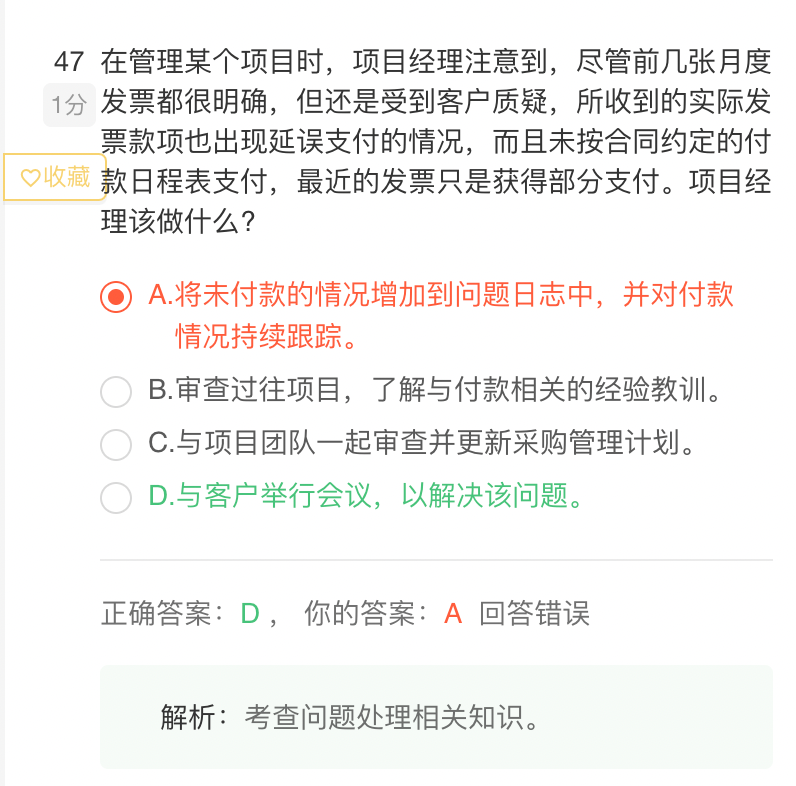 47 在管理某个项目时，项目经理注意到，尽管前几张月度
1分 发票都很明确，但还是受到客户质疑，所收到的实际发
票款项也出现延误支付的情况，而且未按合同约定的付
♡收藏 款日程表支付，最近的发票只是获得部分支付。项目经
理该做什么?
A.将未付款的情况增加到问题日志中，并对付款
情况持续跟踪。
B.审查过往项目，了解与付款相关的经验教训。
C.与项目团队一起审查并更新采购管理计划。
D.与客户举行会议，以解决该问题。
正确答案：D ， 你的答案：A 回答错误
解析：考查问题处理相关知识。